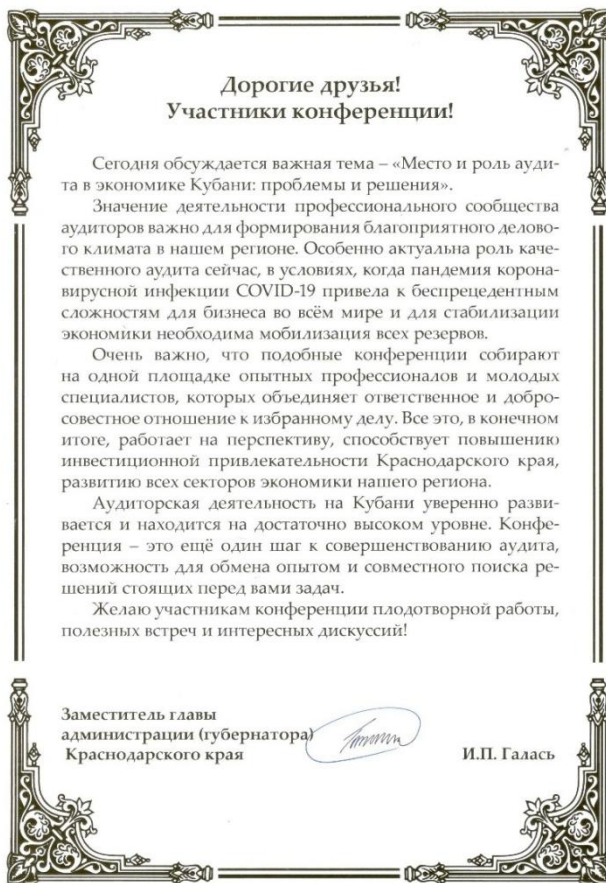 Дорогие друзья!
Участники конференции!
Сегодня обсуждается важная тема – «Место и роль ауди-
та в экономике Кубани: проблемы и решения».
Значение деятельности профессионального сообщества
аудиторов важно для формирования благоприятного делово-
го климата в нашем регионе. Особенно актуальна роль каче-
ственного аудита сейчас, в условиях, когда пандемия корона-
вирусной инфекции COVID-19 привела к беспрецедентным
сложностям для бизнеса во всём мире и для стабилизации
экономики необходима мобилизация всех резервов.
Очень важно, что подобные конференции собирают
на одной площадке опытных профессионалов и молодых
специалистов, которых объединяет ответственное и добро-
совестное отношение к избранному делу. Все это, в конечном
итоге, работает на перспективу, способствует повышению
инвестиционной привлекательности Краснодарского края,
развитию всех секторов экономики нашего региона.
Аудиторская деятельность на Кубани уверенно разви-
вается и находится на достаточно высоком уровне. Конфе-
ренция – это ещё один шаг к совершенствованию аудита,
возможность для обмена опытом и совместного поиска ре-
шений стоящих перед вами задач.
Желаю участникам конференции плодотворной работы,
полезных встреч и интересных дискуссий!
Заместитель главы
администрации (губернатора)
Краснодарского края И.П. Галась